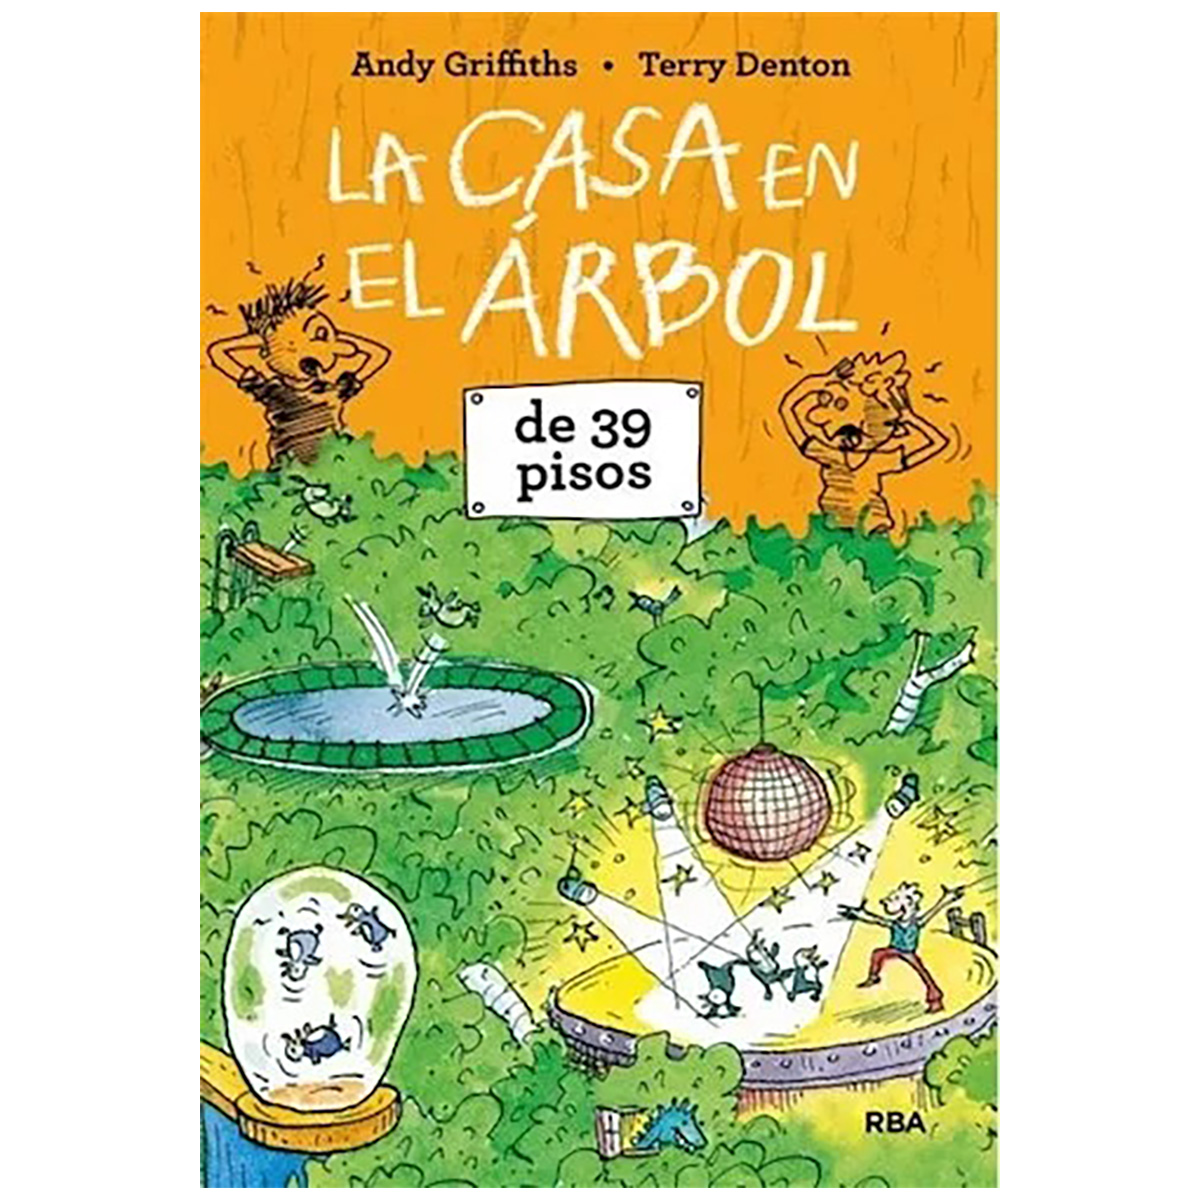 Andy Griffiths • Terry Denton
LA CASA EN
EL ÁRBOL
de 39
pisos
RBA